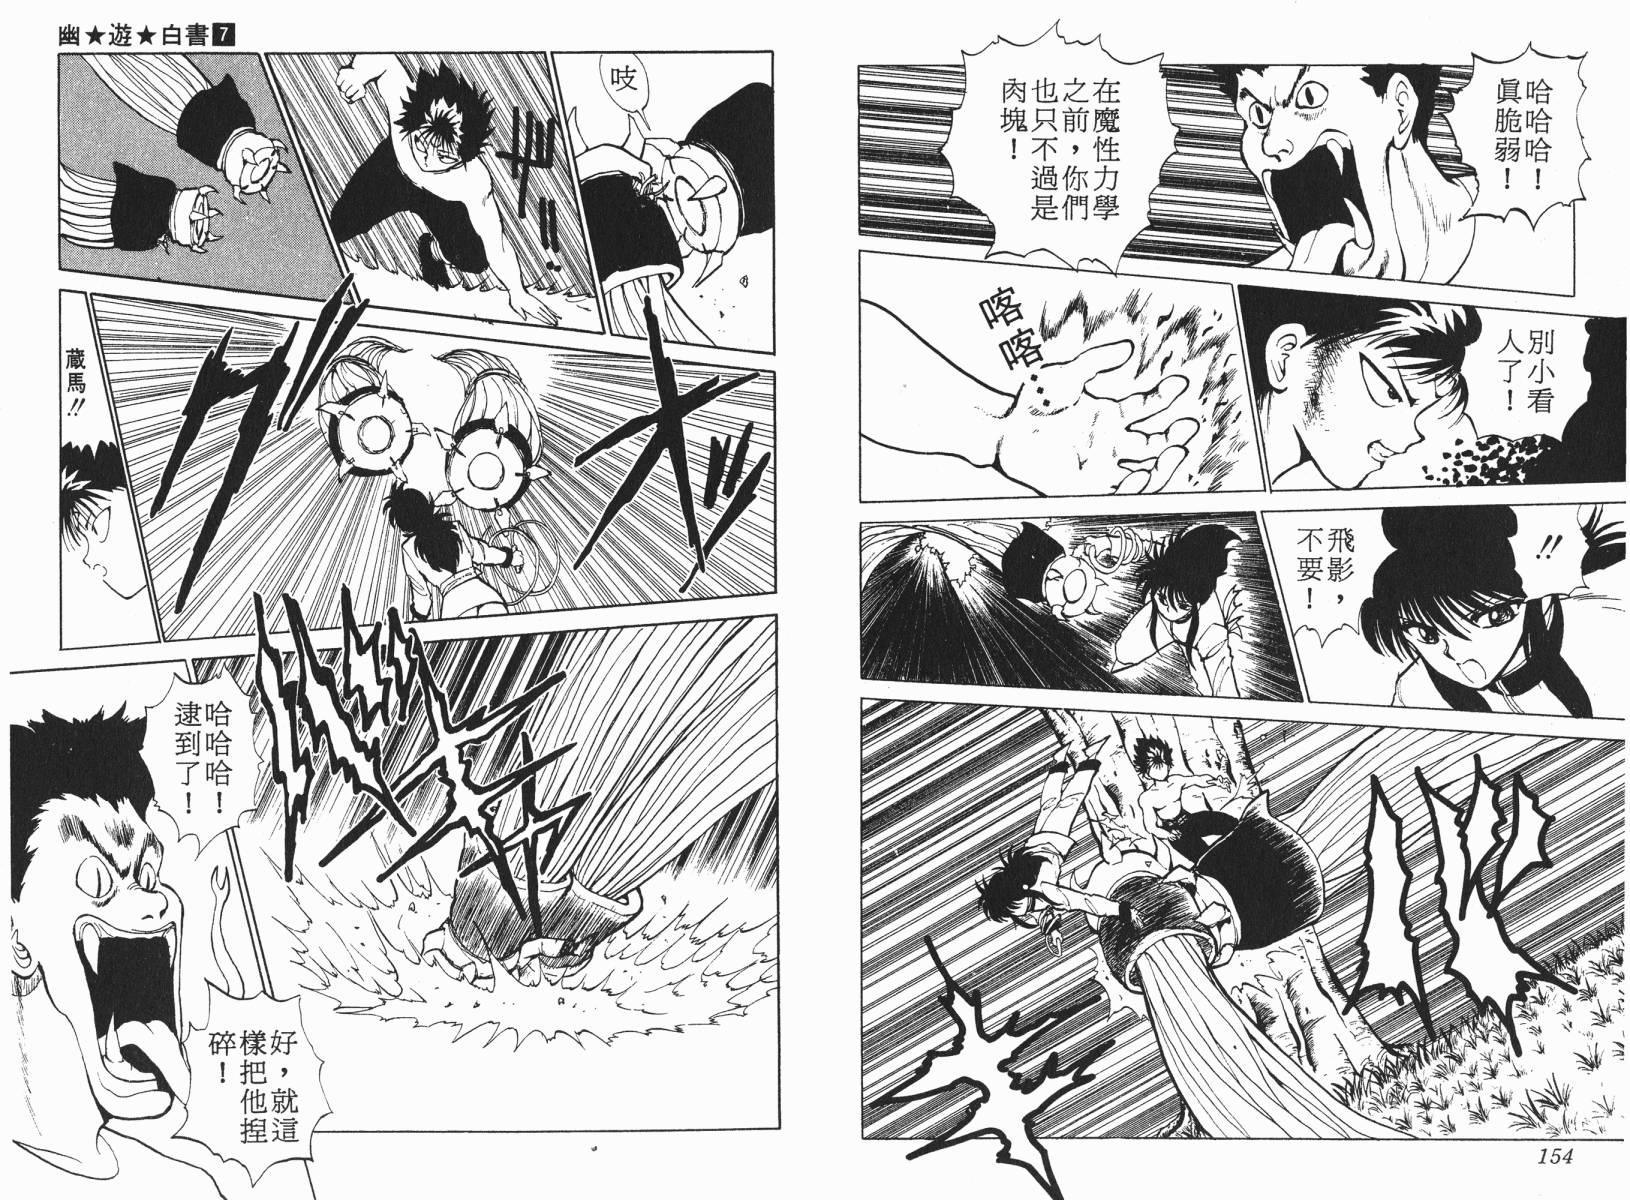 哈哈哈！
真脆弱！
在魔性力學
之前，你們
也只不過是
肉塊！
別小看
人了！
喀
喀
‼
飛影，
不要！
154
幽★遊★白書7
吱
蔵馬‼
哈哈哈！
逮到了！
好，就這
樣把他捏
碎！